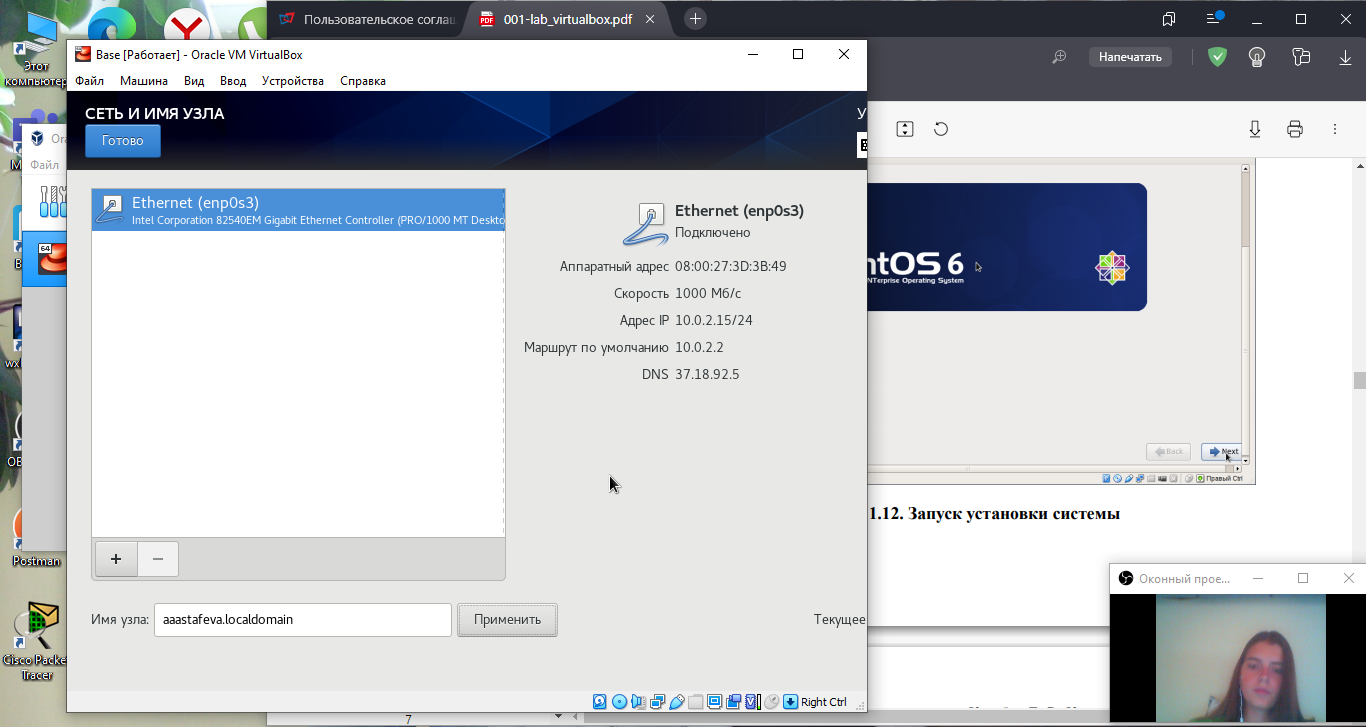 Пользовательское соглаш
001-lab_virtualbox.pdf
Этот
компьютер
Напечатать
Base [Работает] - Oracle VM VirtualBox
Файл Машина Вид Ввод Устройства Справка
СЕТЬ И ИМЯ УЗЛА
У
Готово
Ora
Файл
64
Ethernet (enp0s3)
Intel Corporation 82540EM Gigabit Ethernet Controller (PRO/1000 MT Deskto
Ethernet (enp0s3)
Подключено
Аппаратный адрес 08:00:27:3D:3B:49
Скорость 1000 Мб/с
Адрес IP 10.0.2.15/24
Маршрут по умолчанию 10.0.2.2
DNS 37.18.92.5
ntOS 6
NTerprise Operating System
Back
Next
Правый Ctrl
1.12. Запуск установки системы
wx
OB
Postman
Cisco Packet
Tracer
+ −
Имя узла: aaastafeva.localdomain Применить
Текущее
Оконный прое...
Right Ctrl
7